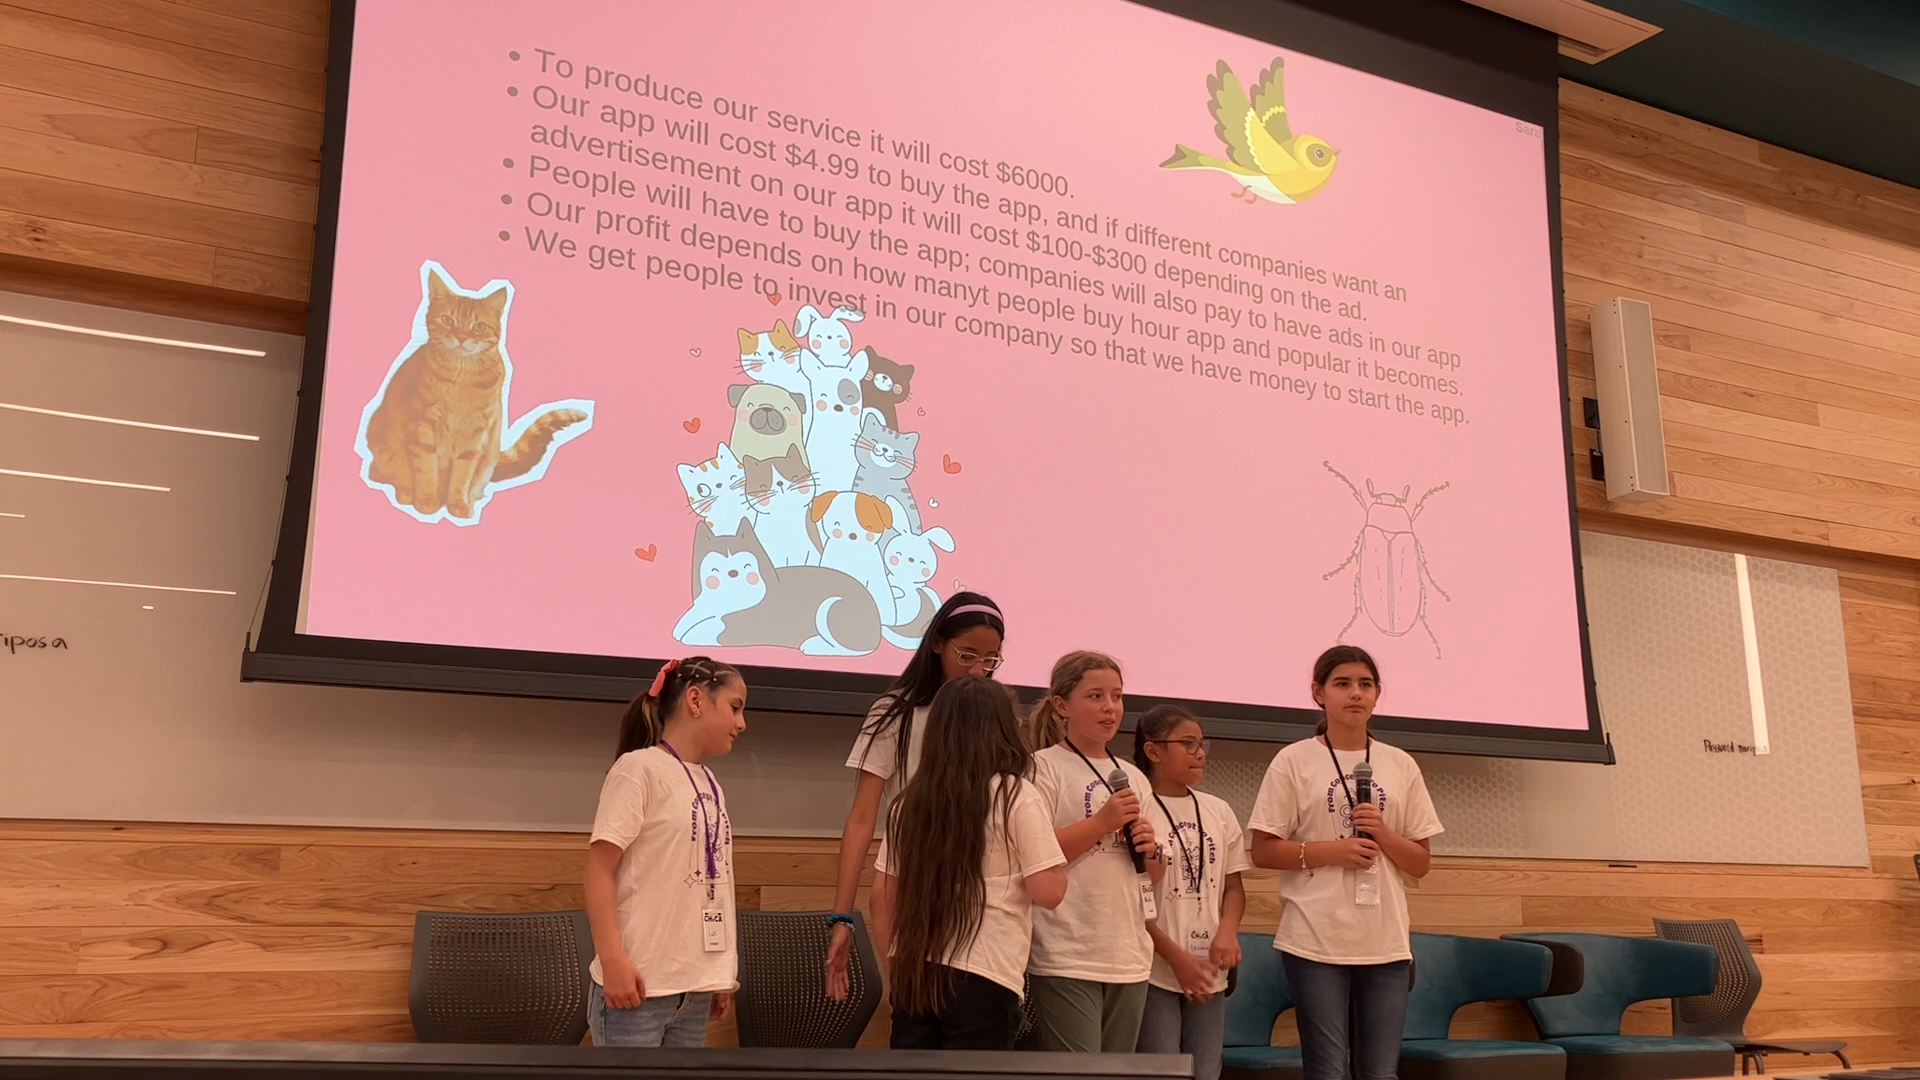 • To produce our service it will cost $6000.
• Our app will cost $4.99 to buy the app, and if different companies want an
advertisement on our app it will cost $100-$300 depending on the ad.
• People will have to buy the app; companies will also pay to have ads in our app
• Our profit depends on how manyt people buy hour app and popular it becomes.
• We get people to invest in our company so that we have money to start the app.
Sara
iposa
From Concept to Pitch
CHiCA